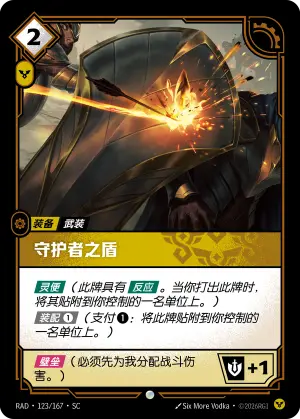 2
装备 武装
守护者之盾
灵便（此牌具有 反应 。当你打出此牌时，
将其贴附到你控制的一名单位上。）
装配 1（支付 1：将此牌贴附到你控制的
一名单位上。）
壁垒（必须先为我分配战斗伤
害。）
+1
RAD • 123/167 • SC
Six More Vodka • ©2026RGI